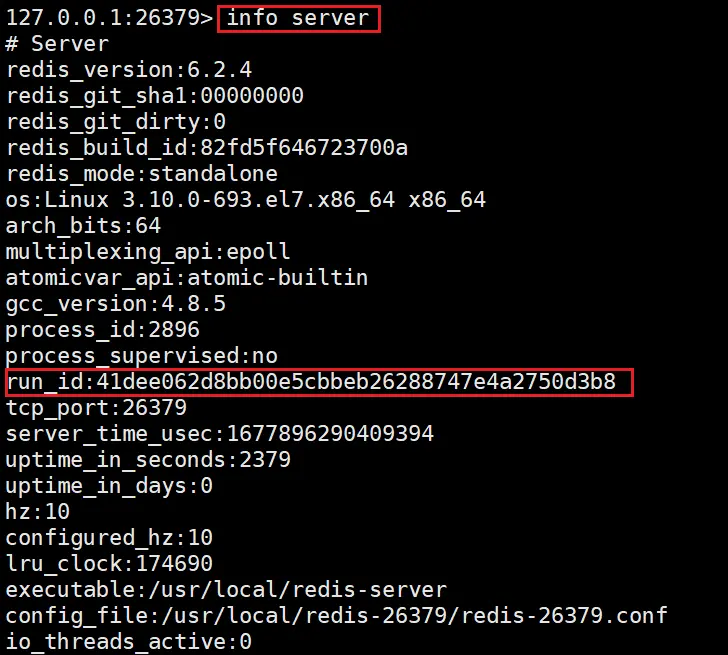 127.0.0.1:26379> info server
# Server
redis_version:6.2.4
redis_git_sha1:00000000
redis_git_dirty:0
redis_build_id:82fd5f646723700a
redis_mode:standalone
os:Linux 3.10.0-693.el7.x86_64 x86_64
arch_bits:64
multiplexing_api:epoll
atomicvar_api:atomic-builtin
gcc_version:4.8.5
process_id:2896
process_supervised:no
run_id:41dee062d8bb00e5cbbeb26288747e4a2750d3b8
tcp_port:26379
server_time_usec:1677896290409394
uptime_in_seconds:2379
uptime_in_days:0
hz:10
configured_hz:10
lru_clock:174690
executable:/usr/local/redis-server
config_file:/usr/local/redis-26379/redis-26379.conf
io_threads_active:0